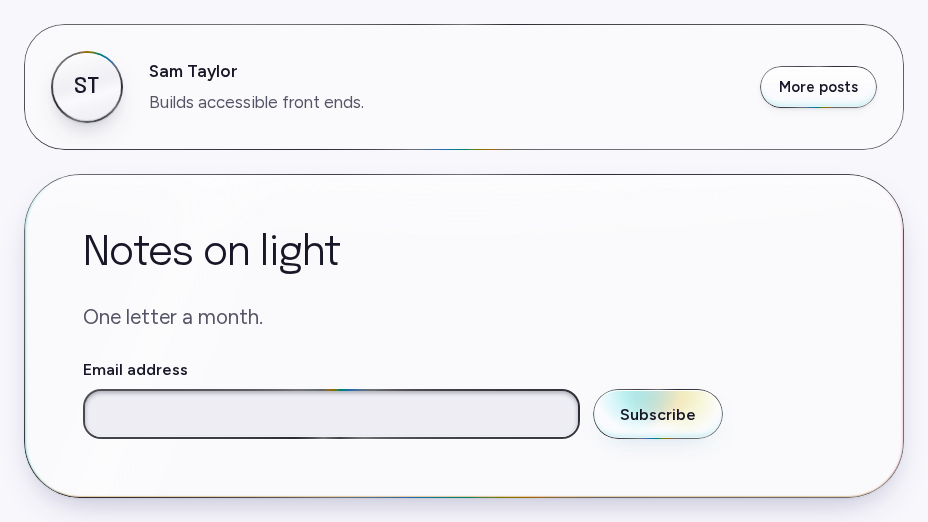 ST
Sam Taylor
Builds accessible front ends.
More posts
Notes on light
One letter a month.
Email address
Subscribe